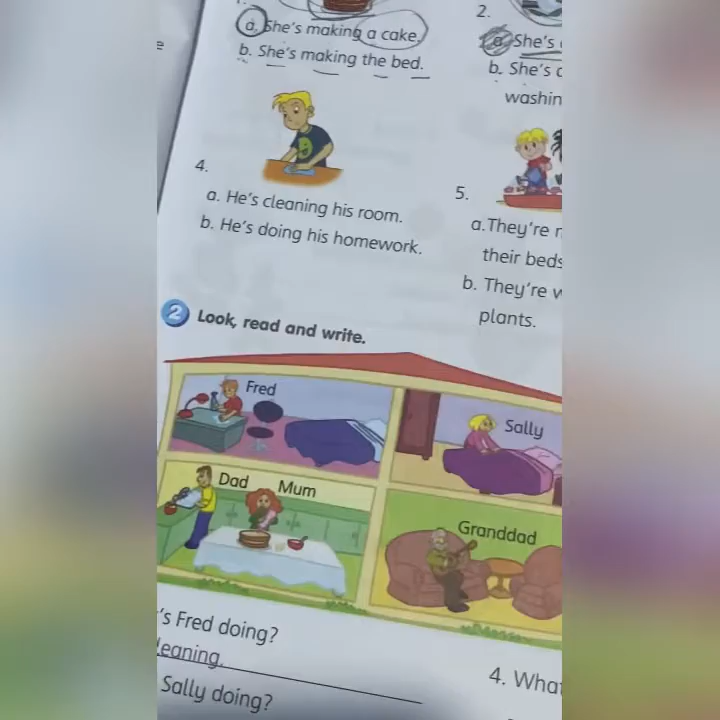 a. She's making a cake.
b. She's making the bed.
2.
a. She's
b. She's
washin
4.
a. He's cleaning his room.
b. He's doing his homework.
5.
a. They're
their beds
b. They're
plants.
2 Look, read and write.
Fred
Sally
Dad
Mum
Granddad
's Fred doing?
leaning.
Sally doing?
4. What